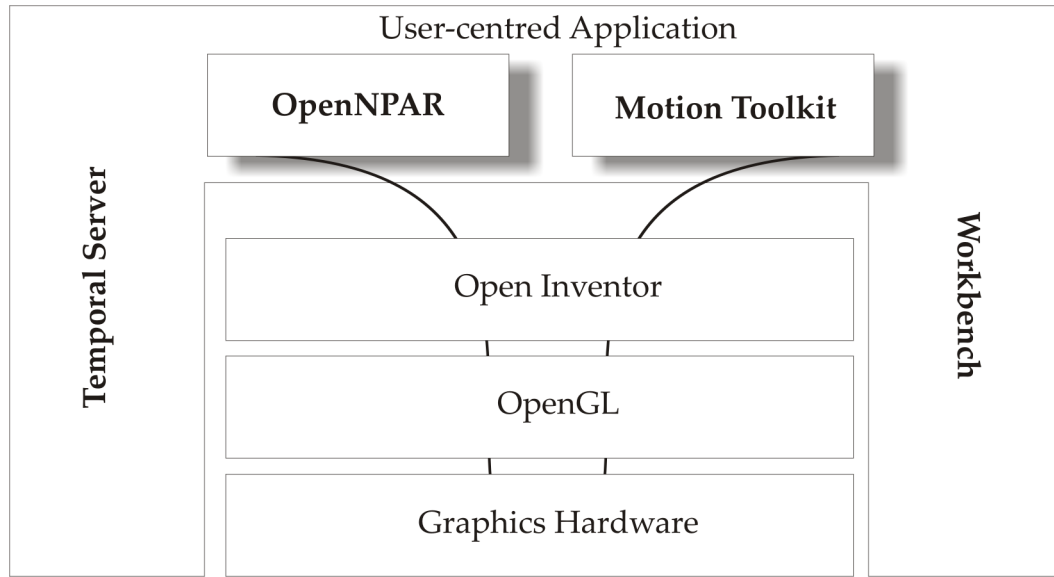 User-centred Application
OpenNPAR
Motion Toolkit
Temporal Server
Workbench
Open Inventor
OpenGL
Graphics Hardware